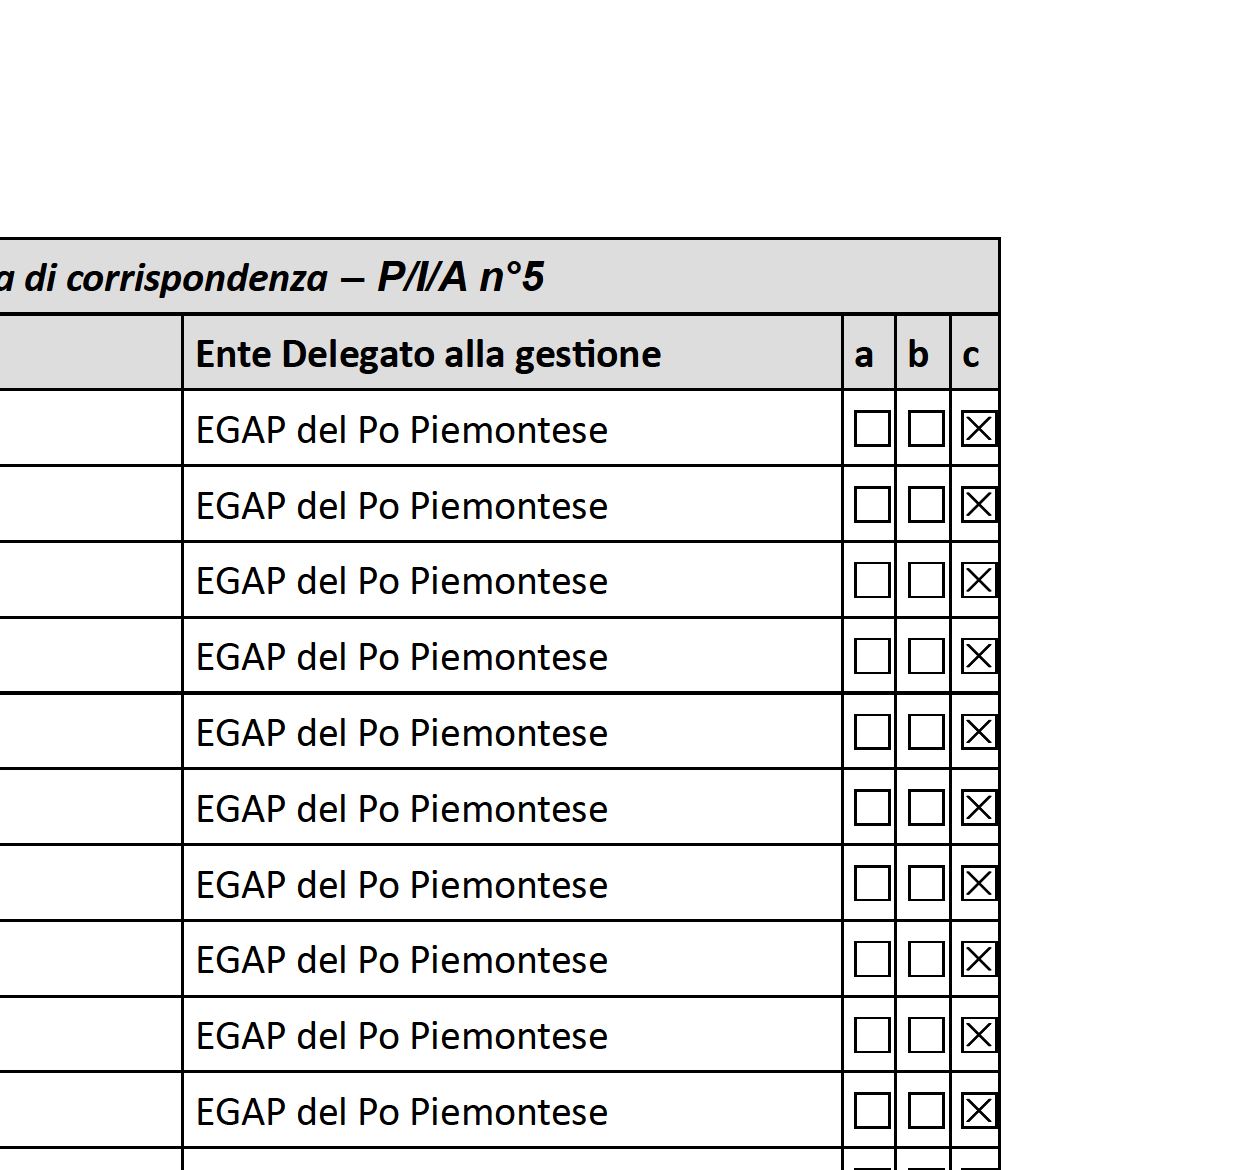 a di corrispondenza – P/I/A n°5
Ente Delegato alla gestione a b c
EGAP del Po Piemontese ☐ ☐ ☒
EGAP del Po Piemontese ☐ ☐ ☒
EGAP del Po Piemontese ☐ ☐ ☒
EGAP del Po Piemontese ☐ ☐ ☒
EGAP del Po Piemontese ☐ ☐ ☒
EGAP del Po Piemontese ☐ ☐ ☒
EGAP del Po Piemontese ☐ ☐ ☒
EGAP del Po Piemontese ☐ ☐ ☒
EGAP del Po Piemontese ☐ ☐ ☒
EGAP del Po Piemontese ☐ ☐ ☒